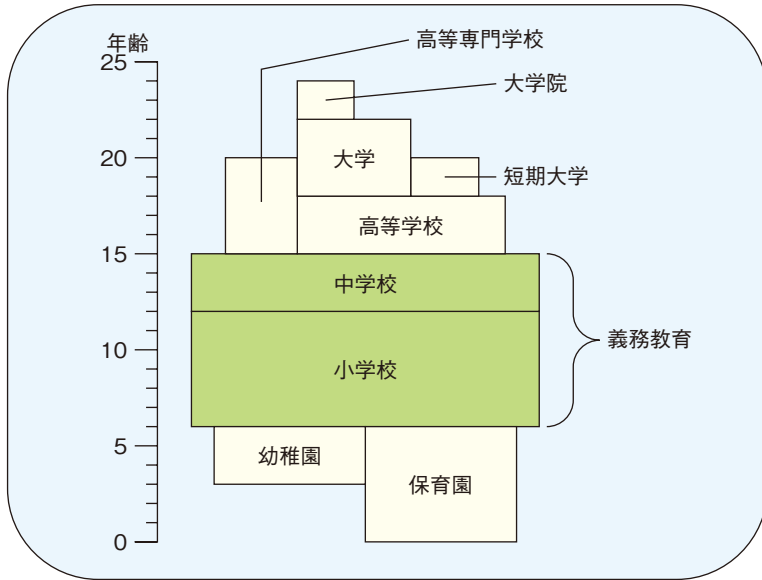 年齢
高等専門学校
25
大学院
20
大学
短期大学
高等学校
15
中学校
義務教育
10
小学校
5
幼稚園
保育園
0